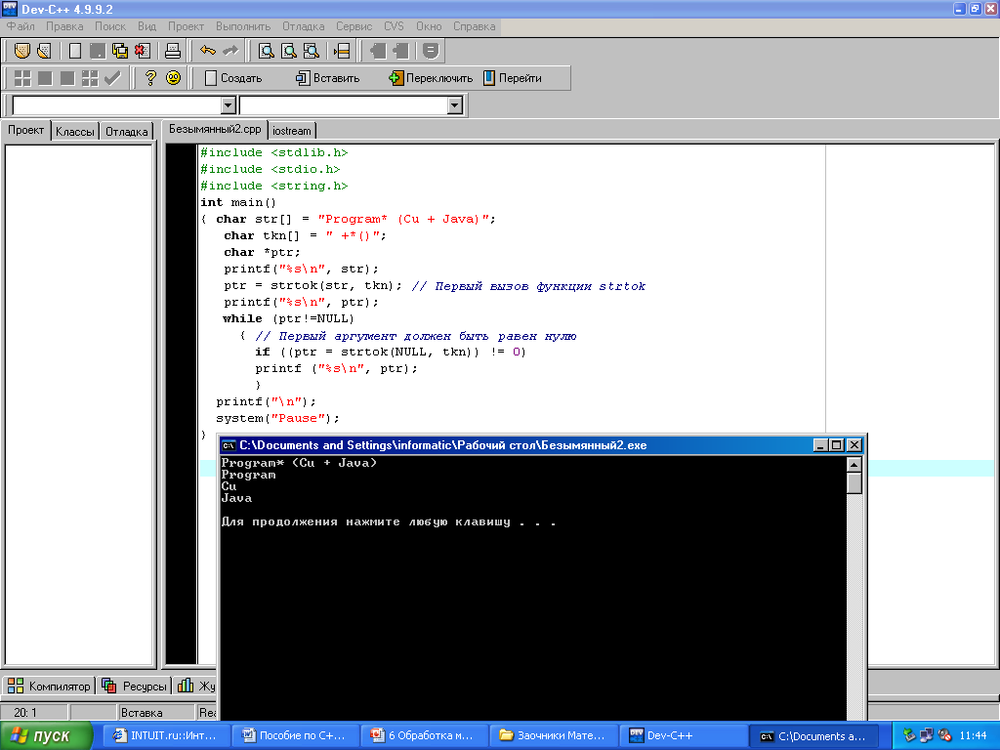 Dev-C++ 4.9.9.2
Файл Правка Поиск Вид Проект Выполнить Отладка Сервис CVS Окно Справка
Создать Вставить Переключить Перейти
Проект Классы Отладка Безымянный2.cpp iostream
#include <stdlib.h>
#include <stdio.h>
#include <string.h>
int main()
{ char str[] = "Program* (Cu + Java)";
char tkn[] = " +*()";
char *ptr;
printf("%s\n", str);
ptr = strtok(str, tkn); // Первый вызов функции strtok
printf("%s\n", ptr);
while (ptr!=NULL)
{ // Первый аргумент должен быть равен нулю
if ((ptr = strtok(NULL, tkn)) != 0)
printf ("%s\n", ptr);
}
printf("\n");
system("Pause");
}
C:\Documents and Settings\informatic\Рабочий стол\Безымянный2.exe
Program* (Cu + Java)
Program
Cu
Java
Для продолжения нажмите любую клавишу . . .
Компилятор Ресурсы Жу
20: 1 Вставка Rea
пуск INTUIT.ru::Инт... Пособие по C+... 6 Обработка м... Заочники Мате... Dev-C++ C:\Documents a... 11:44